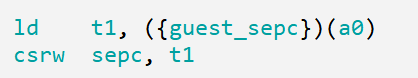 ld   t1, ({guest_sepc})(a0)
csrw  sepc, t1